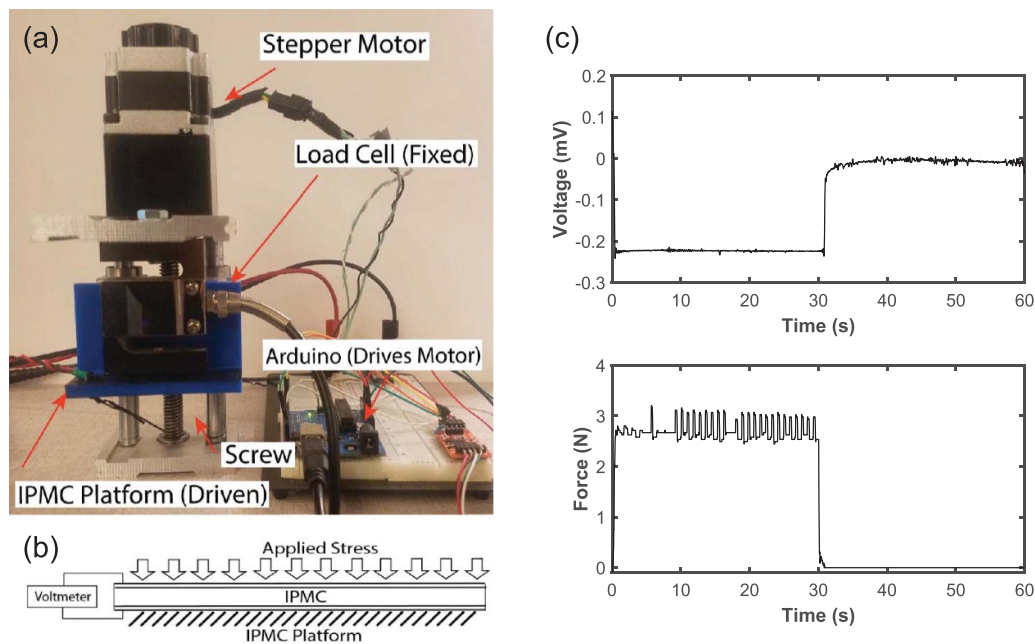 (a)
Stepper Motor
Load Cell (Fixed)
Arduino (Drives Motor)
Screw
IPMC Platform (Driven)
(b)
Applied Stress
Voltmeter
IPMC
IPMC Platform
(c)
0.2
0.1
0
-0.1
-0.2
-0.3
Voltage (mV)
0 10 20 30 40 50 60
Time (s)
4
3
2
1
0
Force (N)
0 10 20 30 40 50 60
Time (s)